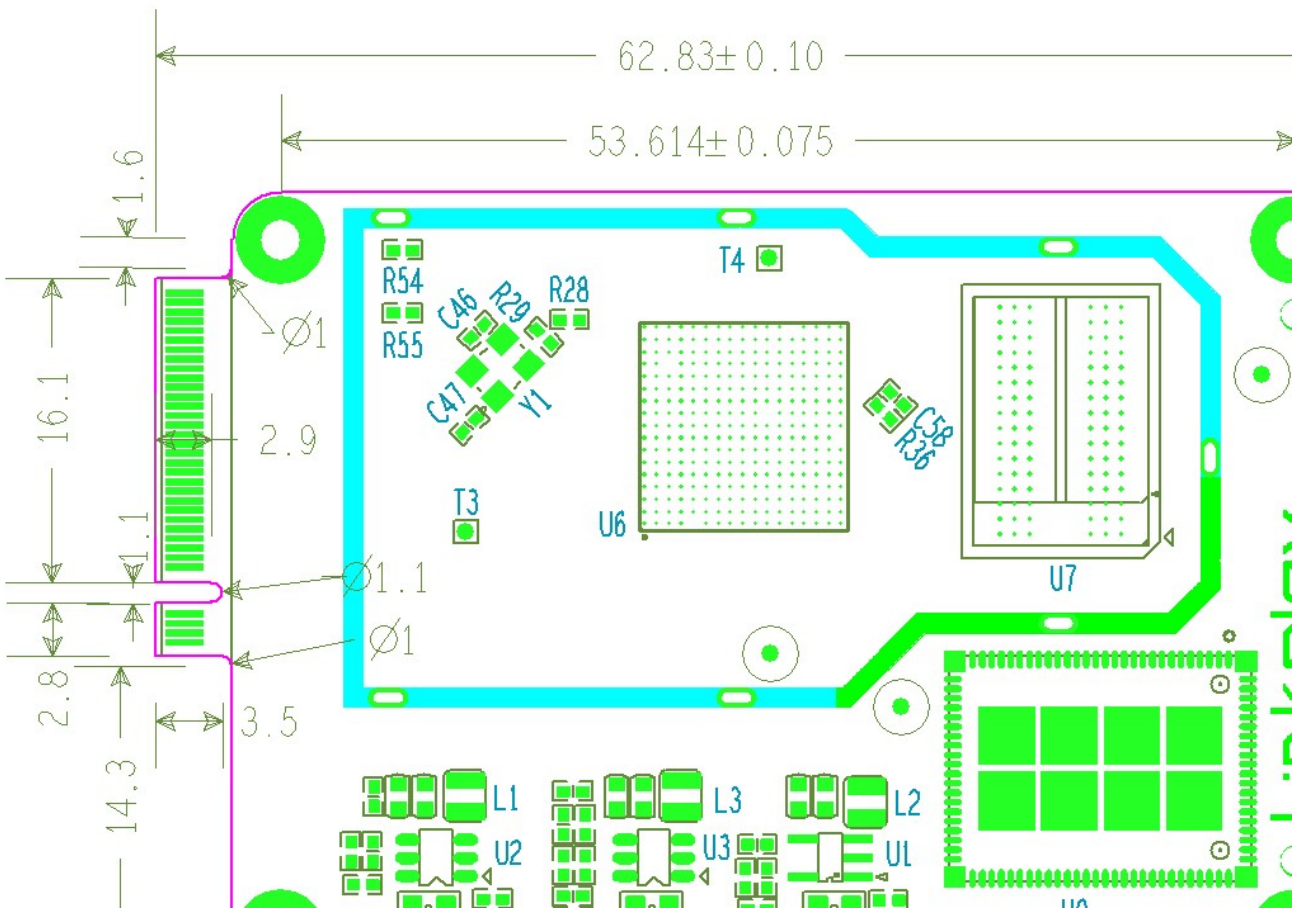 62.83± 0.10
53.614± 0.075
1.6
T4
R54
C46
R29
R28
R55
Ø1
C47
Y1
16.1
2.9
C58
R36
T3
U6
1.1
U7
Ø1.1
Ø1
2.8
3.5
14.3
L1
L3
L2
U2
U3
U1